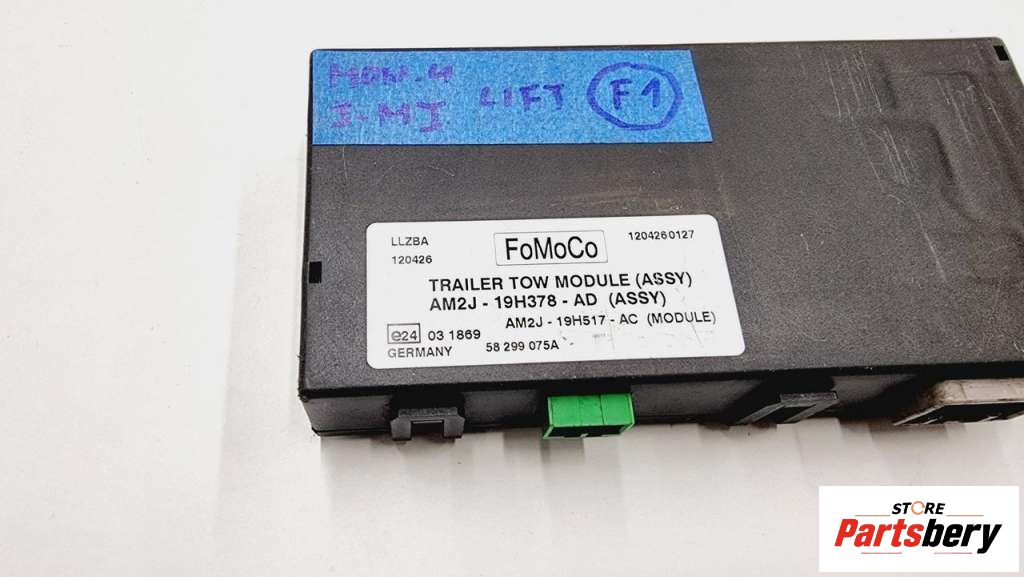 MOW.4 LIFT F1
I-MJ
LLZBA FoMoCo 1204260127
120426
TRAILER TOW MODULE (ASSY)
AM2J - 19H378 - AD (ASSY)
AM2J - 19H517 - AC (MODULE)
e24 03 1869
GERMANY 58 299 075A
STORE
Partsbery